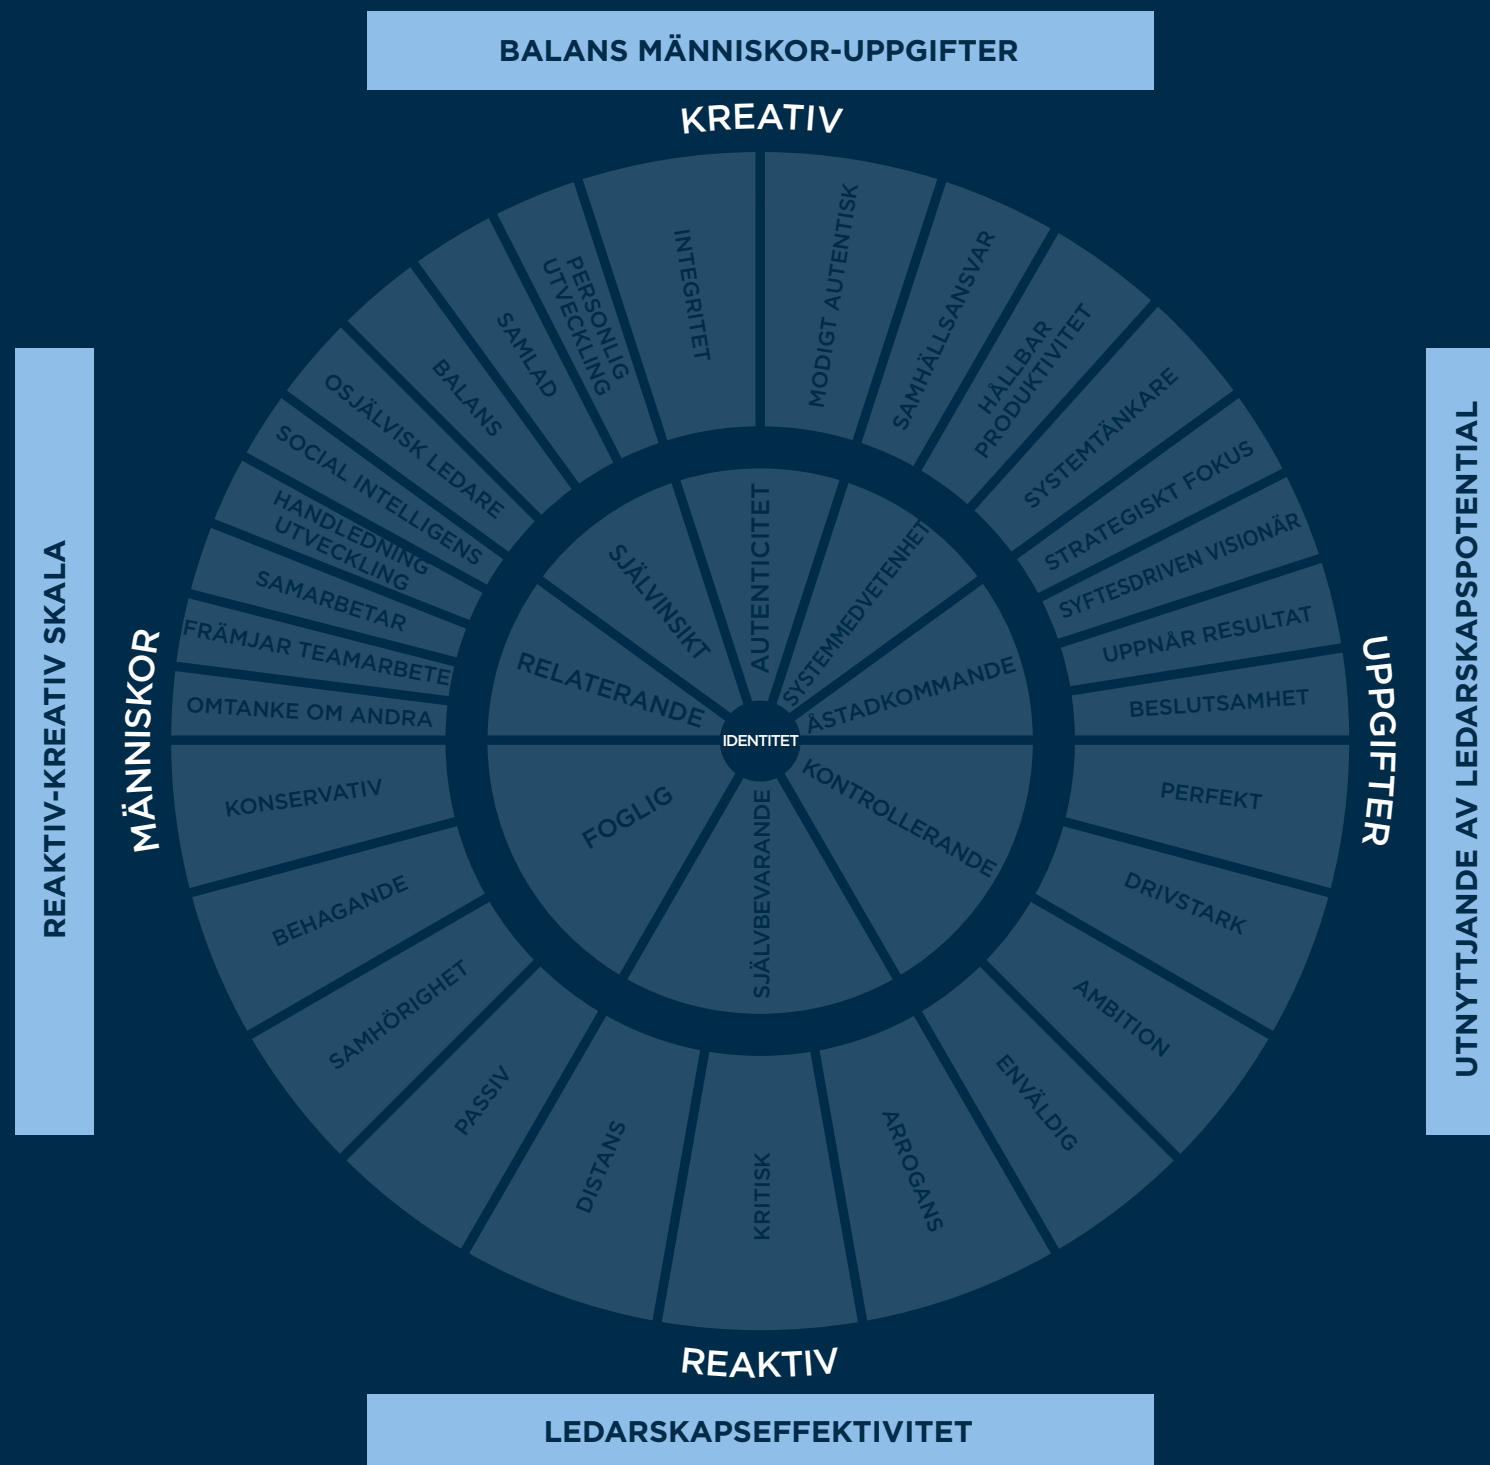 BALANS MÄNNISKOR-UPPGIFTER
KREATIV
INTEGRITET
MODIGT AUTENTISK
SAMHÄLLSANSVAR
HÅLLBAR
PRODUKTIVITET
SYSTEMTÄNKARE
STRATEGISKT FOKUS
SYFTESDRIVEN VISIONÄR
UPPNÅR RESULTAT
BESLUTSAMHET
PERSONLIG
UTVECKLING
SAMLAD
BALANS
OSJÄLVISK LEDARE
SOCIAL INTELLIGENS
HANDLEDNING
UTVECKLING
SAMARBETAR
FRÄMJAR TEAMARBETE
OMTANKE OM ANDRA
RELATERANDE
SJÄLVINSIKT
AUTENTICITET
SYSTEMMEDVETENHET
ÅSTADKOMMANDE
IDENTITET
FOGLIG
SJÄLVBEVARANDE
KONTROLLERANDE
KONSERVATIV
BEHAGANDE
SAMHÖRIGHET
PASSIV
DISTANS
KRITISK
ARROGANS
ENVÄLDIG
AMBITION
DRIVSTARK
PERFEKT
MÄNNISKOR
UPPGIFTER
REAKTIV-KREATIV SKALA
UTNYTTJANDE AV LEDARSKAPSPOTENTIAL
REAKTIV
LEDARSKAPSEFFEKTIVITET